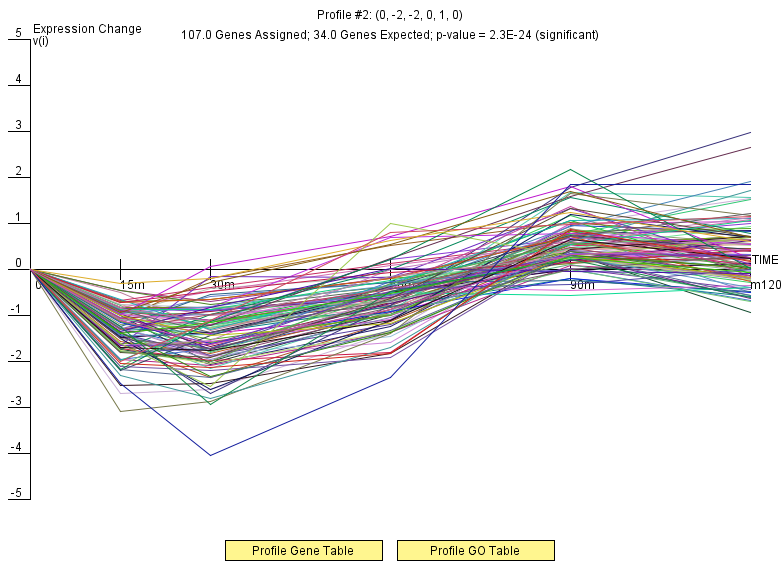 Profile #2: (0, -2, -2, 0, 1, 0)
Expression Change
v(i)
107.0 Genes Assigned; 34.0 Genes Expected; p-value = 2.3E-24 (significant)
5
4
3
2
1
0
-1
-2
-3
-4
-5
TIME
0
15m
30m
90m
m120
Profile Gene Table
Profile GO Table